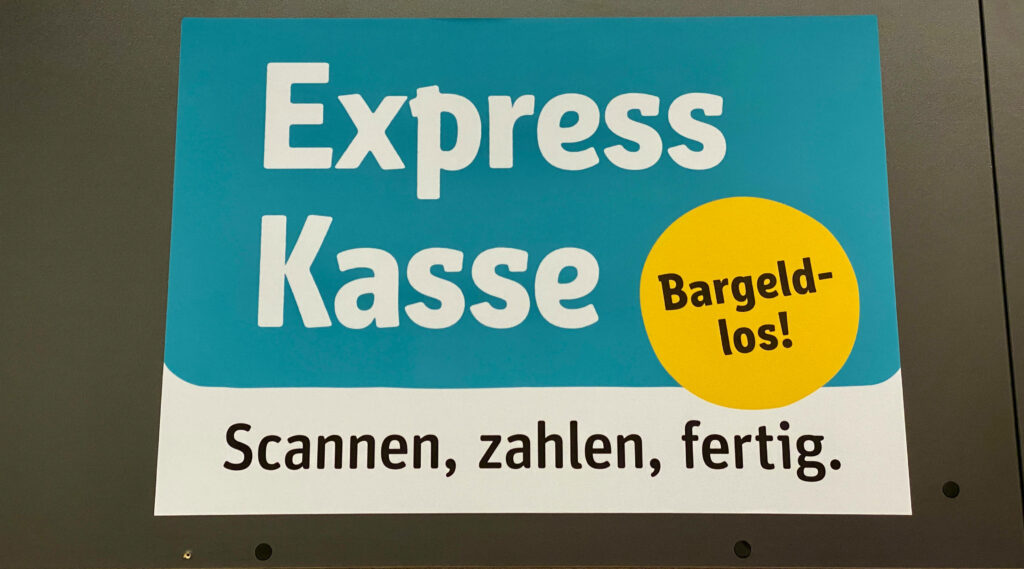 Express
Kasse
Bargeld-
los!
Scannen, zahlen, fertig.